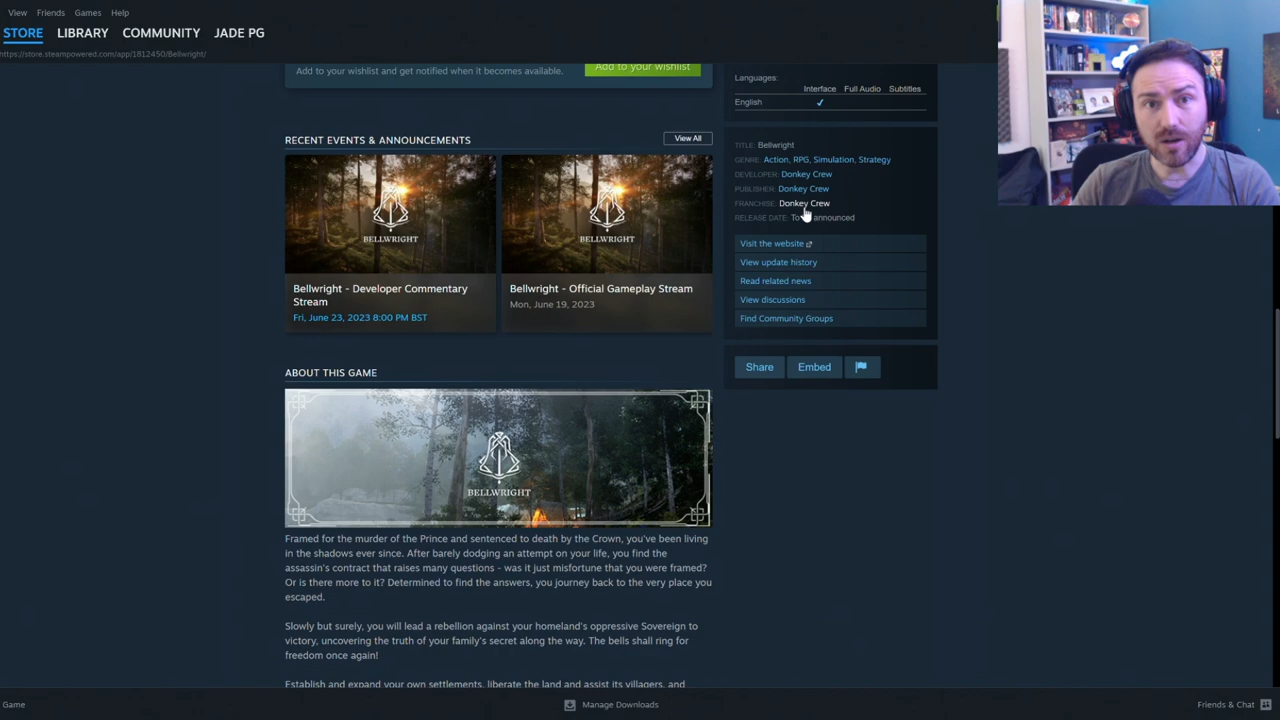 View Friends Games Help
STORE LIBRARY COMMUNITY JADE PG
https://store.steampowered.com/app/1812450/Bellwright/
Add to your wishlist and get notified when it becomes available.
Add to your wishlist
Languages:
Interface Full Audio Subtitles
English ✓
RECENT EVENTS & ANNOUNCEMENTS
View All
BELLWRIGHT
Bellwright - Developer Commentary
Stream
Fri, June 23, 2023 8:00 PM BST
BELLWRIGHT
Bellwright - Official Gameplay Stream
Mon, June 19, 2023
TITLE: Bellwright
GENRE: Action, RPG, Simulation, Strategy
DEVELOPER: Donkey Crew
PUBLISHER: Donkey Crew
FRANCHISE: Donkey Crew
RELEASE DATE: To announced
Visit the website
View update history
Read related news
View discussions
Find Community Groups
Share Embed
ABOUT THIS GAME
BELLWRIGHT
Framed for the murder of the Prince and sentenced to death by the Crown, you've been living
in the shadows ever since. After barely dodging an attempt on your life, you find the
assassin's contract that raises many questions - was it just misfortune that you were framed?
Or is there more to it? Determined to find the answers, you journey back to the very place you
escaped.
Slowly but surely, you will lead a rebellion against your homeland's oppressive Sovereign to
victory, uncovering the truth of your family's secret along the way. The bells shall ring for
freedom once again!
Establish and expand your own settlements, liberate the land and assist its villagers, and
Game
Manage Downloads
Friends & Chat